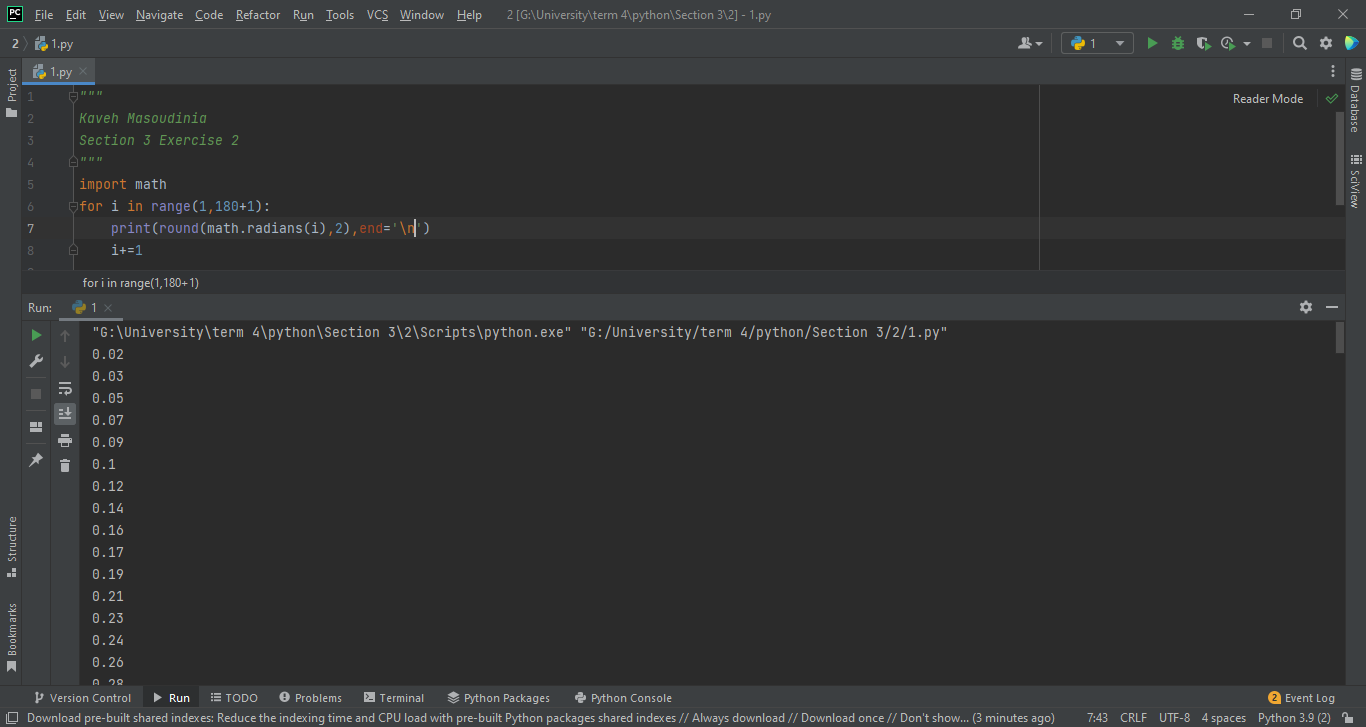 PC File Edit View Navigate Code Refactor Run Tools VCS Window Help 2 [G:\University\term 4\python\Section 3\2] - 1.py
2 1.py 1
Project
1.py
Reader Mode
Database
SciView
1 """
2 Kaveh Masoudinia
3 Section 3 Exercise 2
4 """
5 import math
6 for i in range(1,180+1):
7 print(round(math.radians(i),2),end='\n')
8 i+=1
for i in range(1,180+1)
Run: 1
"G:\University\term 4\python\Section 3\2\Scripts\python.exe" "G:/University/term 4/python/Section 3/2/1.py"
0.02
0.03
0.05
0.07
0.09
0.1
0.12
0.14
0.16
0.17
0.19
0.21
0.23
0.24
0.26
0.28
Structure
Bookmarks
Version Control Run TODO Problems Terminal Python Packages Python Console 2 Event Log
Download pre-built shared indexes: Reduce the indexing time and CPU load with pre-built Python packages shared indexes // Always download // Download once // Don't show... (3 minutes ago) 7:43 CRLF UTF-8 4 spaces Python 3.9 (2)